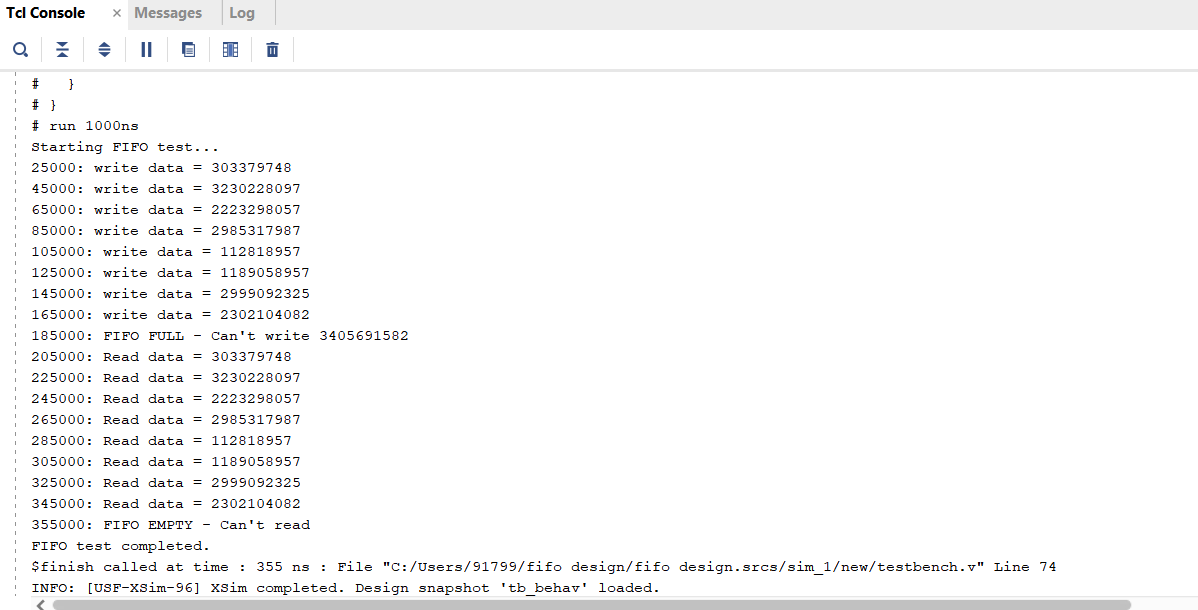 Tcl Console × Messages Log
#   }
# }
# run 1000ns
Starting FIFO test...
25000: write data = 303379748
45000: write data = 3230228097
65000: write data = 2223298057
85000: write data = 2985317987
105000: write data = 112818957
125000: write data = 1189058957
145000: write data = 2999092325
165000: write data = 2302104082
185000: FIFO FULL - Can't write 3405691582
205000: Read data = 303379748
225000: Read data = 3230228097
245000: Read data = 2223298057
265000: Read data = 2985317987
285000: Read data = 112818957
305000: Read data = 1189058957
325000: Read data = 2999092325
345000: Read data = 2302104082
355000: FIFO EMPTY - Can't read
FIFO test completed.
$finish called at time : 355 ns : File "C:/Users/91799/fifo design/fifo design.srcs/sim_1/new/testbench.v" Line 74
INFO: [USF-XSim-96] XSim completed. Design snapshot 'tb_behav' loaded.